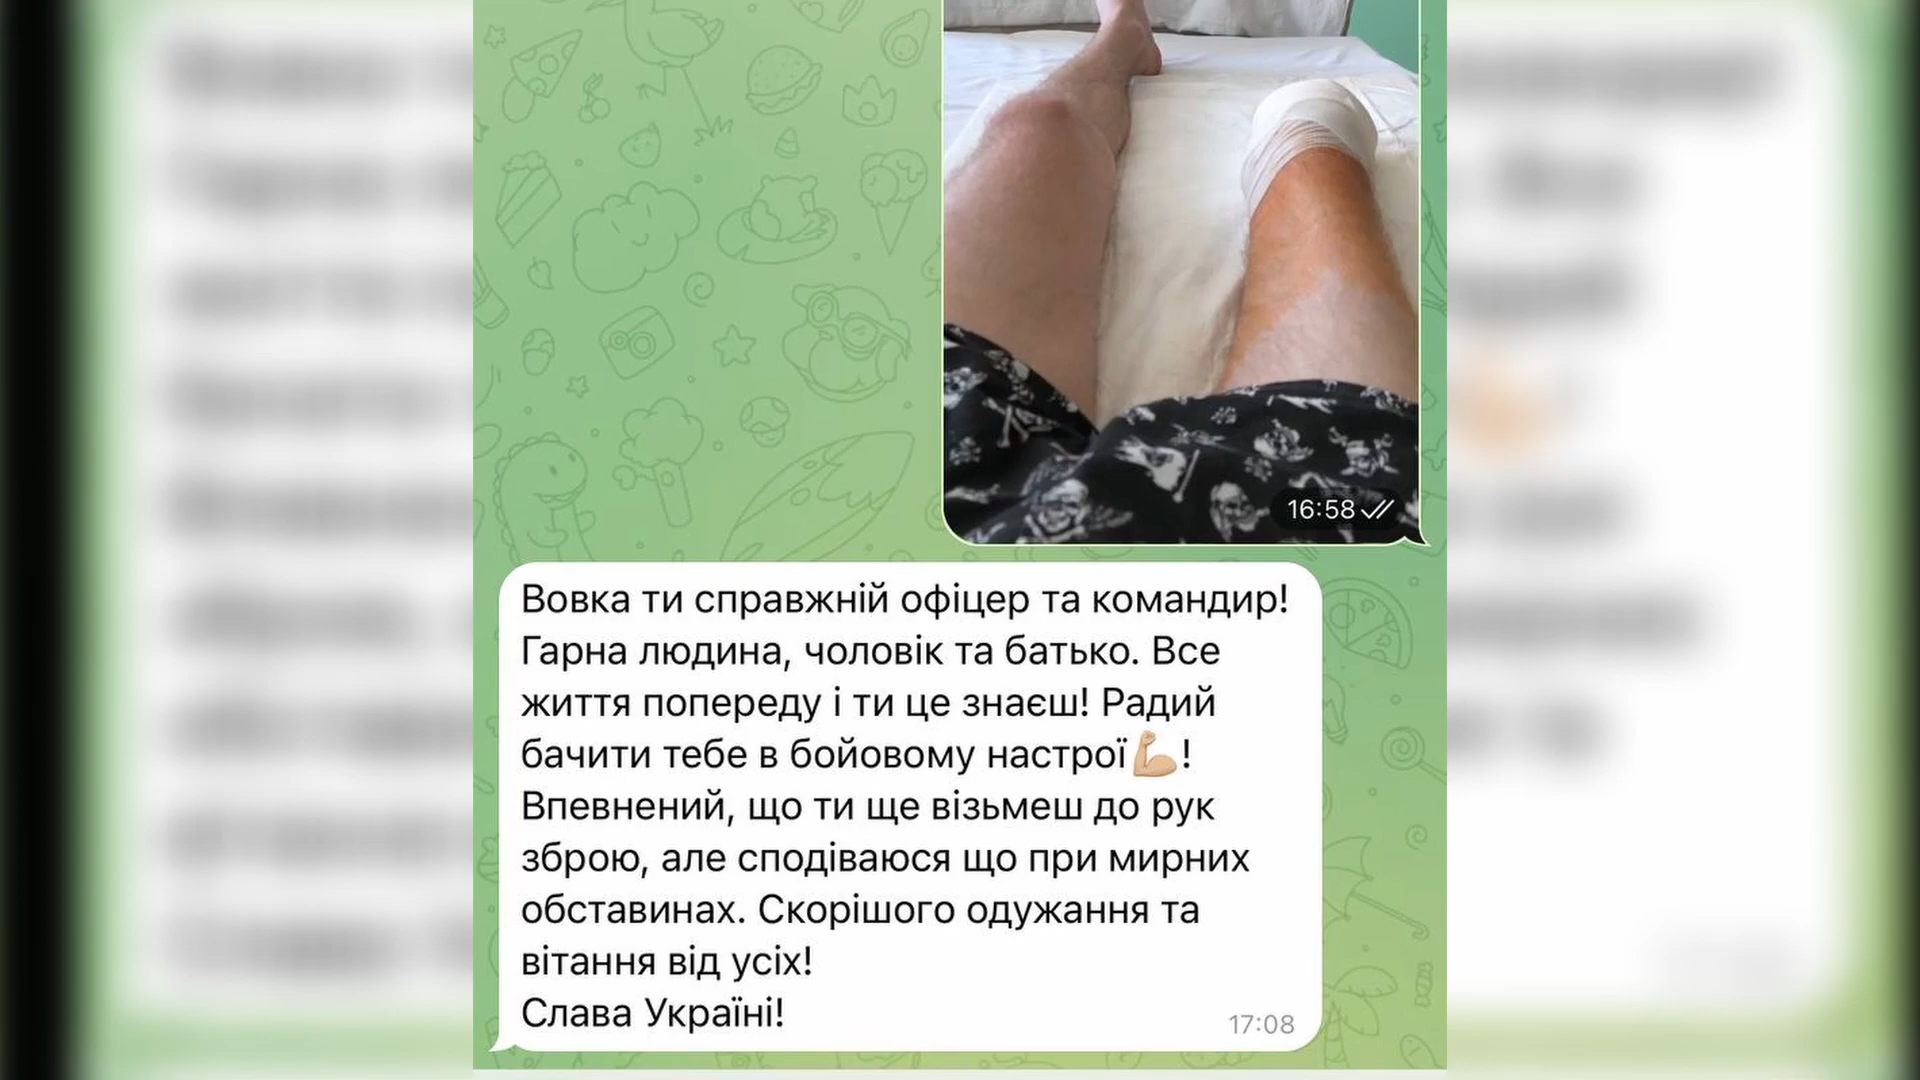 16:58
Вовка ти справжній офіцер та командир!
Гарна людина, чоловік та батько. Все
життя попереду і ти це знаєш! Радий
бачити тебе в бойовому настрої💪🏼!
Впевнений, що ти ще візьмеш до рук
зброю, але сподіваюся що при мирних
обставинах. Скорішого одужання та
вітання від усіх!
Слава Україні!
17:08